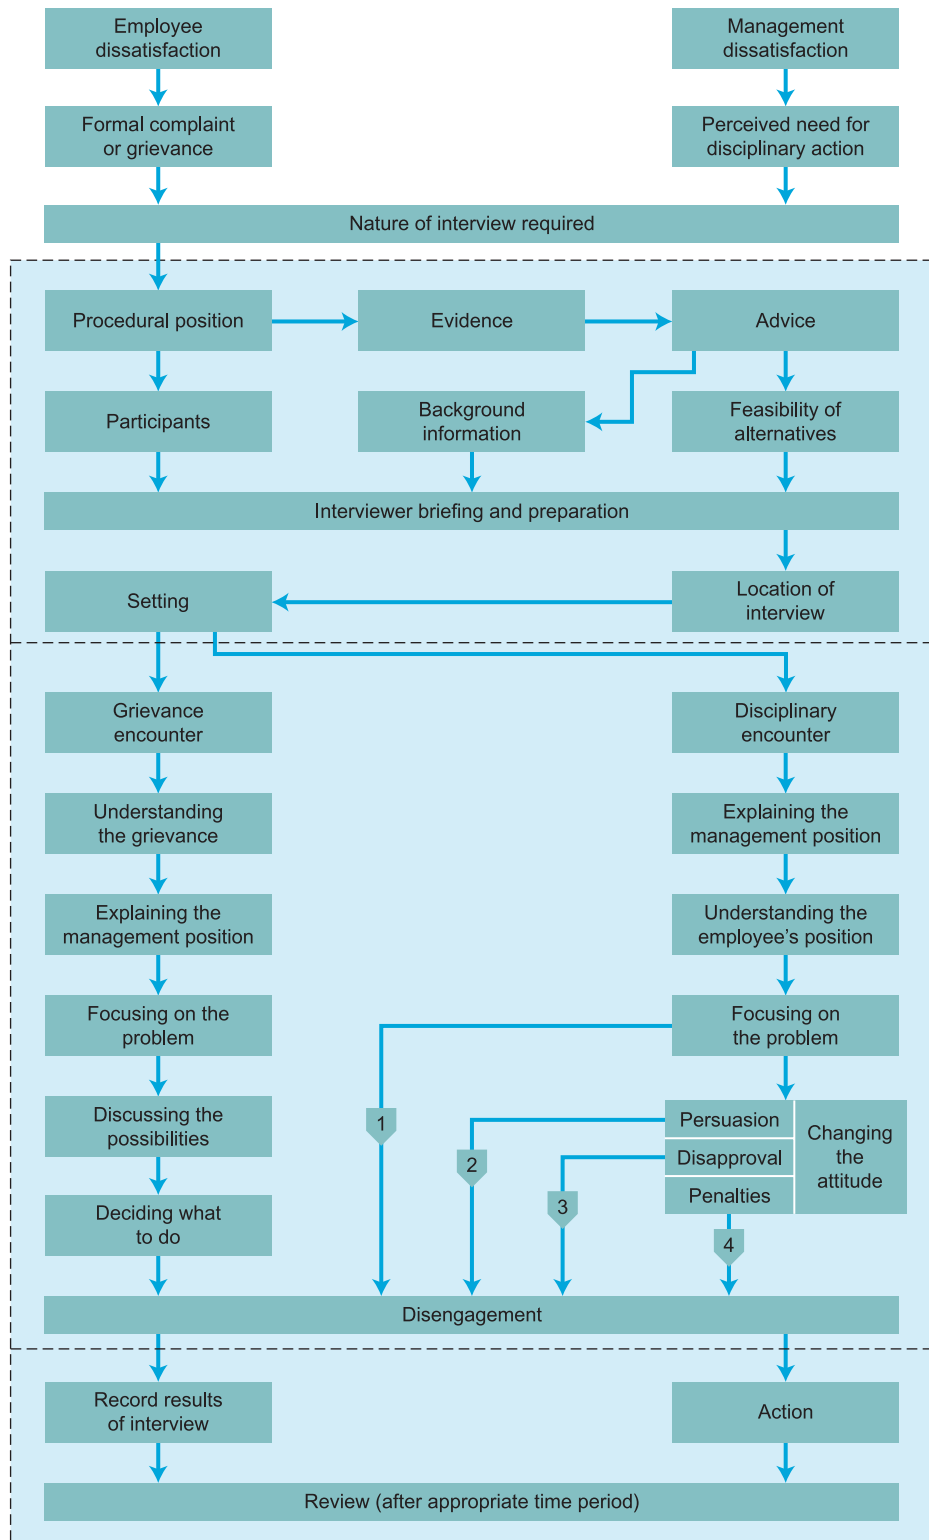 Employee
dissatisfaction
Management
dissatisfaction
Formal complaint
or grievance
Perceived need for
disciplinary action
Nature of interview required
Procedural position
Evidence
Advice
Participants
Background
information
Feasibility of
alternatives
Interviewer briefing and preparation
Setting
Location of
interview
Grievance
encounter
Disciplinary
encounter
Understanding
the grievance
Explaining the
management position
Explaining the
management position
Understanding the
employee’s position
Focusing on the
problem
Focusing on
the problem
1
Discussing the
possibilities
2
Persuasion
Disapproval
Penalties
Changing
the
attitude
3
4
Deciding what
to do
Disengagement
Record results
of interview
Action
Review (after appropriate time period)